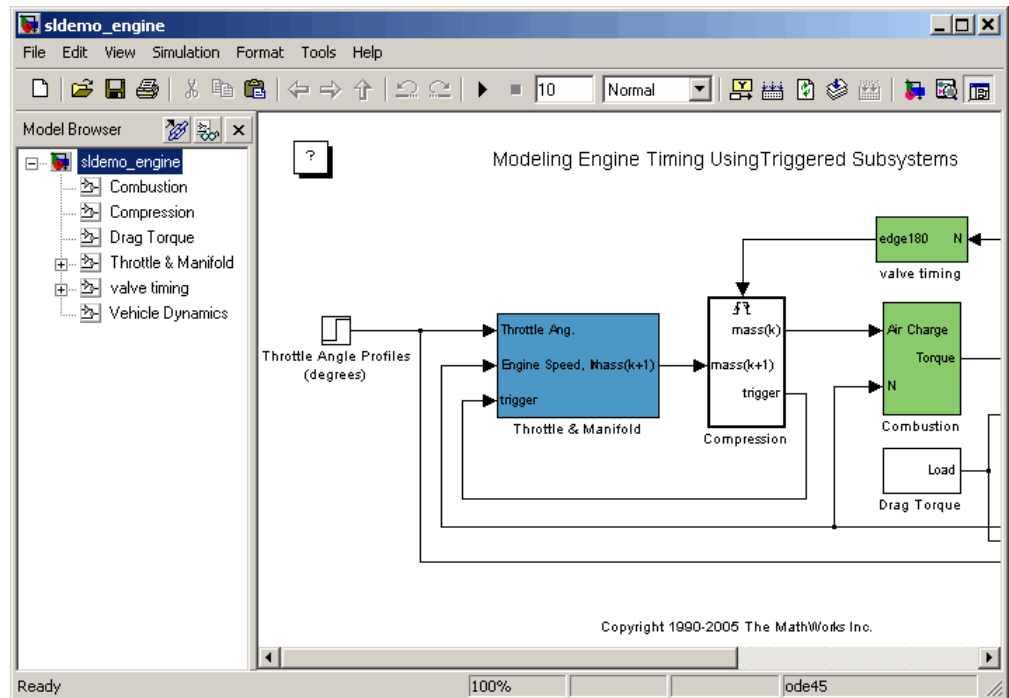 sldemo_engine
File Edit View Simulation Format Tools Help
10 Normal
Model Browser
sldemo_engine
Combustion
Compression
Drag Torque
Throttle & Manifold
valve timing
Vehicle Dynamics
?
Modeling Engine Timing UsingTriggered Subsystems
edge180 N
valve timing
Throttle Angle Profiles
(degrees)
Throttle Ang.
Engine Speed, mass(k+1)
trigger
Throttle & Manifold
mass(k)
mass(k+1)
trigger
Compression
Air Charge
Torque
N
Combustion
Load
Drag Torque
Copyright 1990-2005 The MathWorks Inc.
Ready 100% ode45